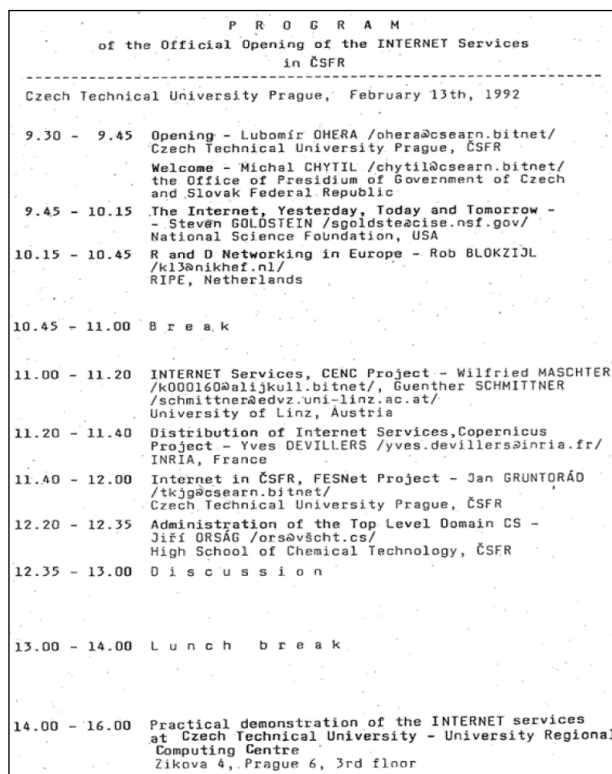 P R O G R A M
of the Official Opening of the INTERNET Services
in ČSFR
Czech Technical University Prague, February 13th, 1992
9.30 - 9.45 Opening - Lubomír OHERA /ohera@csearn.bitnet/
Czech Technical University Prague, ČSFR
Welcome - Michal CHYTIL /chytil@csearn.bitnet/
the Office of Presidium of Government of Czech
and Slovak Federal Republic
9.45 - 10.15 The Internet, Yesterday, Today and Tomorrow -
- Steven GOLDSTEIN /sgoldste@cise.nsf.gov/
National Science Foundation, USA
10.15 - 10.45 R and D Networking in Europe - Rob BLOKZIJL
/k13@nikhef.nl/
RIPE, Netherlands
10.45 - 11.00 B r e a k
11.00 - 11.20 INTERNET Services, CENC Project - Wilfried MASCHTER
/k000160@alijkull.bitnet/, Guenther SCHMITTNER
/schmittner@edvz.uni-linz.ac.at/
University of Linz, Austria
11.20 - 11.40 Distribution of Internet Services,Copernicus
Project - Yves DEVILLERS /yves.devillers@inria.fr/
INRIA, France
11.40 - 12.00 Internet in ČSFR, FESNet Project - Jan GRUNTORÁD
/tkjg@csearn.bitnet/
Czech Technical University Prague, ČSFR
12.20 - 12.35 Administration of the Top Level Domain CS -
Jiří ORSÁG /ors@všcht.cs/
High School of Chemical Technology, ČSFR
12.35 - 13.00 D i s c u s s i o n
13.00 - 14.00 L u n c h b r e a k
14.00 - 16.00 Practical demonstration of the INTERNET services
at Czech Technical University - University Regional
Computing Centre
Zikova 4, Prague 6, 3rd floor